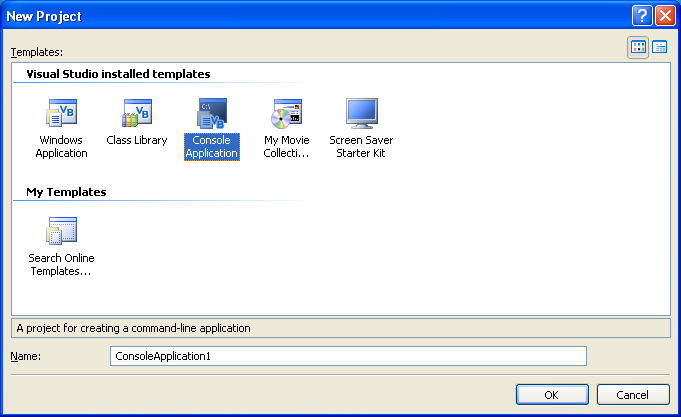 New Project
Templates:
Visual Studio installed templates
Windows Application
Class Library
Console Application
My Movie Collecti...
Screen Saver Starter Kit
My Templates
Search Online Templates...
A project for creating a command-line application
Name: ConsoleApplication1
OK Cancel